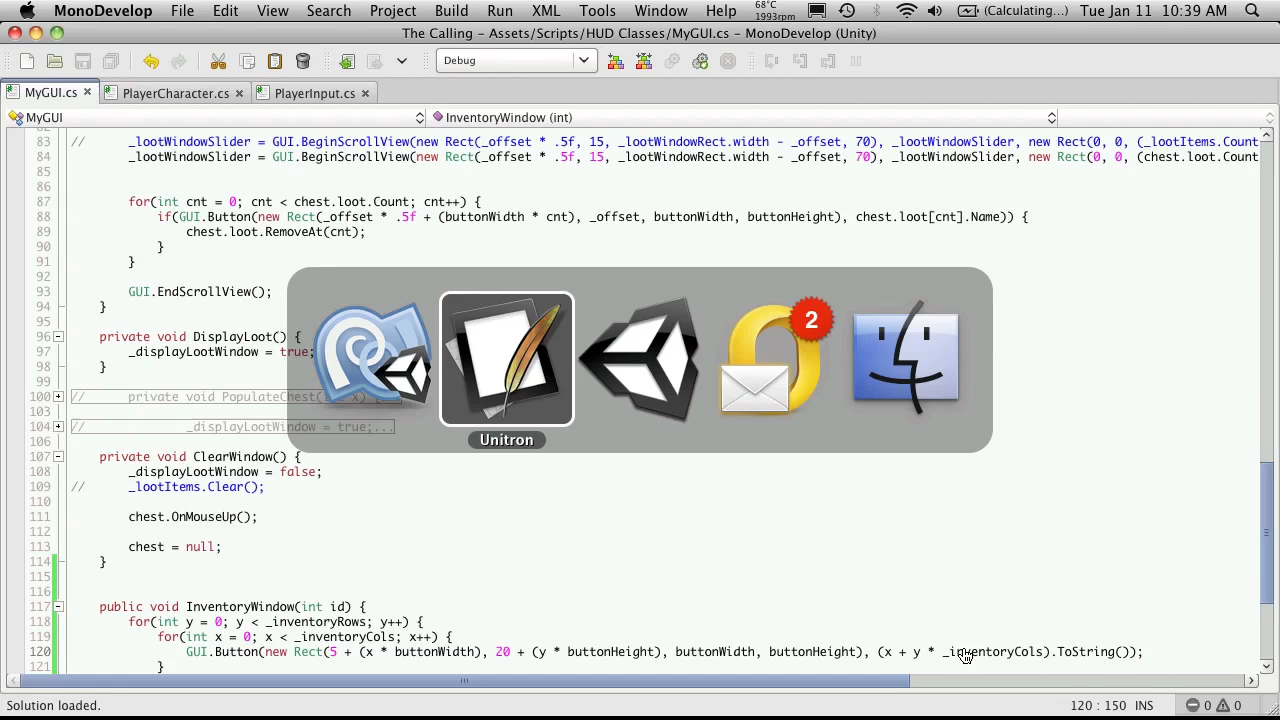 MonoDevelop File Edit View Search Project Build Run XML Tools Window Help 68°C 1993rpm (Calculating...) Tue Jan 11 10:39 AM
The Calling - Assets/Scripts/HUD Classes/MyGUI.cs - MonoDevelop (Unity)
Debug
MyGUI.cs PlayerCharacter.cs PlayerInput.cs
MyGUI InventoryWindow (int)
82
83 // _lootWindowSlider = GUI.BeginScrollView(new Rect(_offset * .5f, 15, _lootWindowRect.width - _offset, 70), _lootWindowSlider, new Rect(0, 0, (_lootItems.Count
84 _lootWindowSlider = GUI.BeginScrollView(new Rect(_offset * .5f, 15, _lootWindowRect.width - _offset, 70), _lootWindowSlider, new Rect(0, 0, (chest.loot.Count
85
86
87 for(int cnt = 0; cnt < chest.loot.Count; cnt++) {
88 if(GUI.Button(new Rect(_offset * .5f + (buttonWidth * cnt), _offset, buttonWidth, buttonHeight), chest.loot[cnt].Name)) {
89 chest.loot.RemoveAt(cnt);
90 }
91 }
92
93 GUI.EndScrollView();
94 }
95
96 private void DisplayLoot() {
97 _displayLootWindow = true;
98 }
99
100 // private void PopulateChest(int x) {...
103
104 // _displayLootWindow = true;...
106
107 private void ClearWindow() {
108 _displayLootWindow = false;
109 // _lootItems.Clear();
110
111 chest.OnMouseUp();
112
113 chest = null;
114 }
115
116
117 public void InventoryWindow(int id) {
118 for(int y = 0; y < _inventoryRows; y++) {
119 for(int x = 0; x < _inventoryCols; x++) {
120 GUI.Button(new Rect(5 + (x * buttonWidth), 20 + (y * buttonHeight), buttonWidth, buttonHeight), (x + y * _inventoryCols).ToString());
121 }
2
Unitron
Solution loaded. 120 : 150 INS 0 0